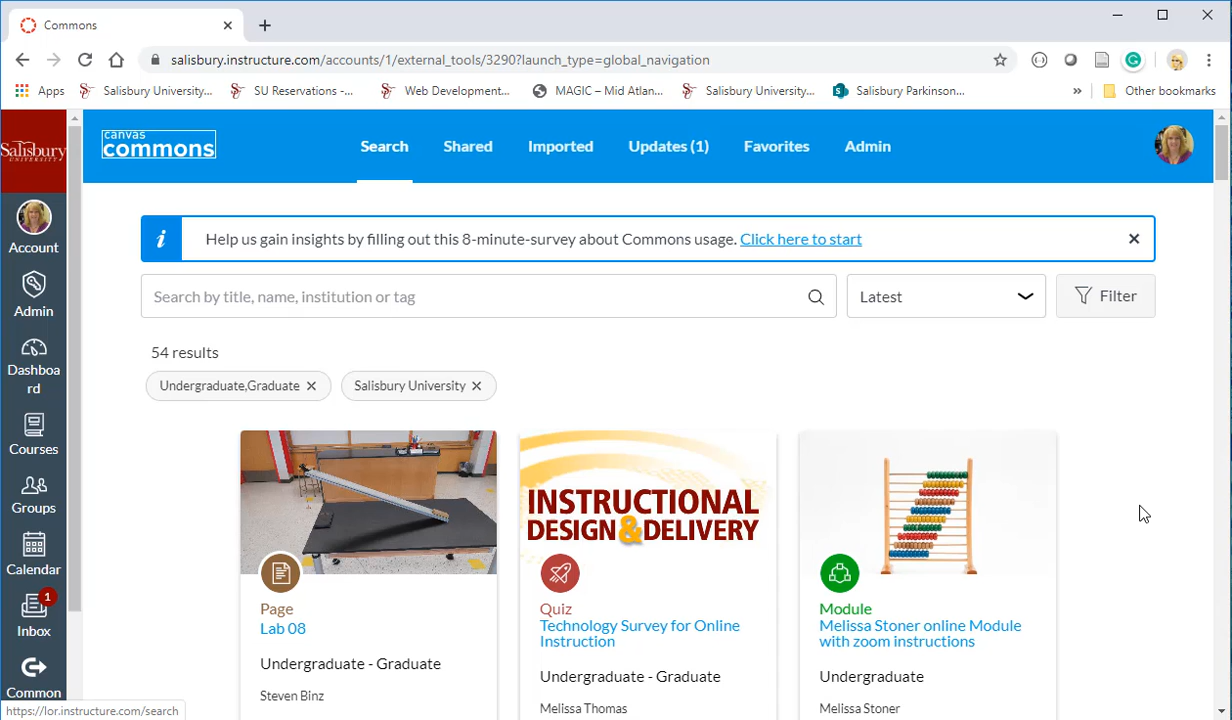 Commons
salisbury.instructure.com/accounts/1/external_tools/3290?launch_type=global_navigation
Apps
Salisbury University...
SU Reservations -...
Web Development...
MAGIC – Mid Atlan...
Salisbury University...
Salisbury Parkinson...
»
Other bookmarks
Salisbury
UNIVERSITY
canvas
commons
Search
Shared
Imported
Updates (1)
Favorites
Admin
Account
Admin
Dashboa
rd
Courses
Groups
Calendar
1
Inbox
Common
i
Help us gain insights by filling out this 8-minute-survey about Commons usage. Click here to start
Search by title, name, institution or tag
Latest
Filter
54 results
Undergraduate,Graduate
Salisbury University
Page
Lab 08
Undergraduate - Graduate
Steven Binz
INSTRUCTIONAL
DESIGN & DELIVERY
Quiz
Technology Survey for Online
Instruction
Undergraduate - Graduate
Melissa Thomas
Module
Melissa Stoner online Module
with zoom instructions
Undergraduate
Melissa Stoner
https://lor.instructure.com/search